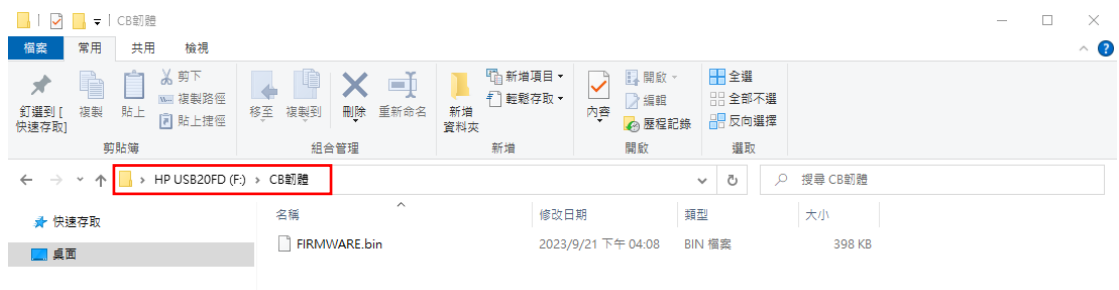 CB韌體
檔案 常用 共用 檢視
釘選到 [快速存取]
複製
貼上
剪下
複製路徑
貼上捷徑
剪貼簿
移至
複製到
刪除
重新命名
組合管理
新增資料夾
新增項目
輕鬆存取
新增
內容
開啟
編輯
歷程記錄
開啟
全選
全部不選
反向選擇
選取
HP USB20FD (F:) > CB韌體
搜尋 CB韌體
快速存取
桌面
名稱 修改日期 類型 大小
FIRMWARE.bin 2023/9/21 下午 04:08 BIN 檔案 398 KB